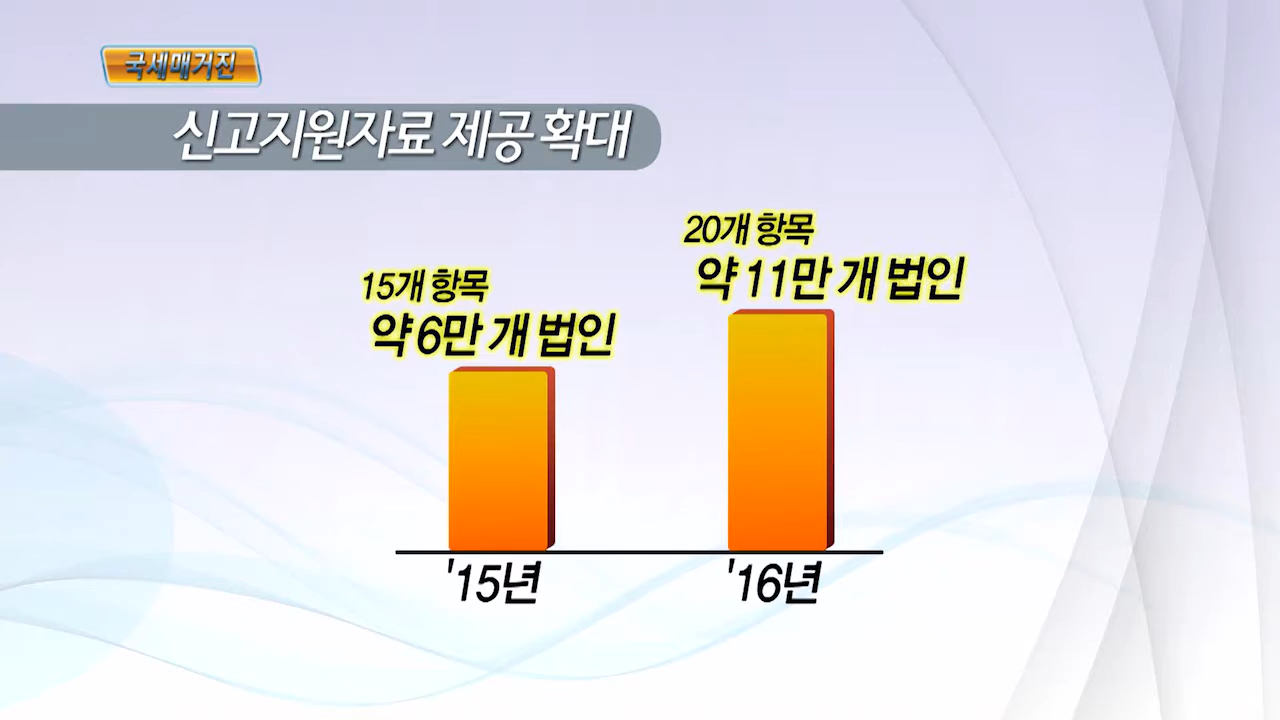 국세매거진
신고지원자료 제공 확대
20개 항목
약 11만 개 법인
15개 항목
약 6만 개 법인
'15년
'16년